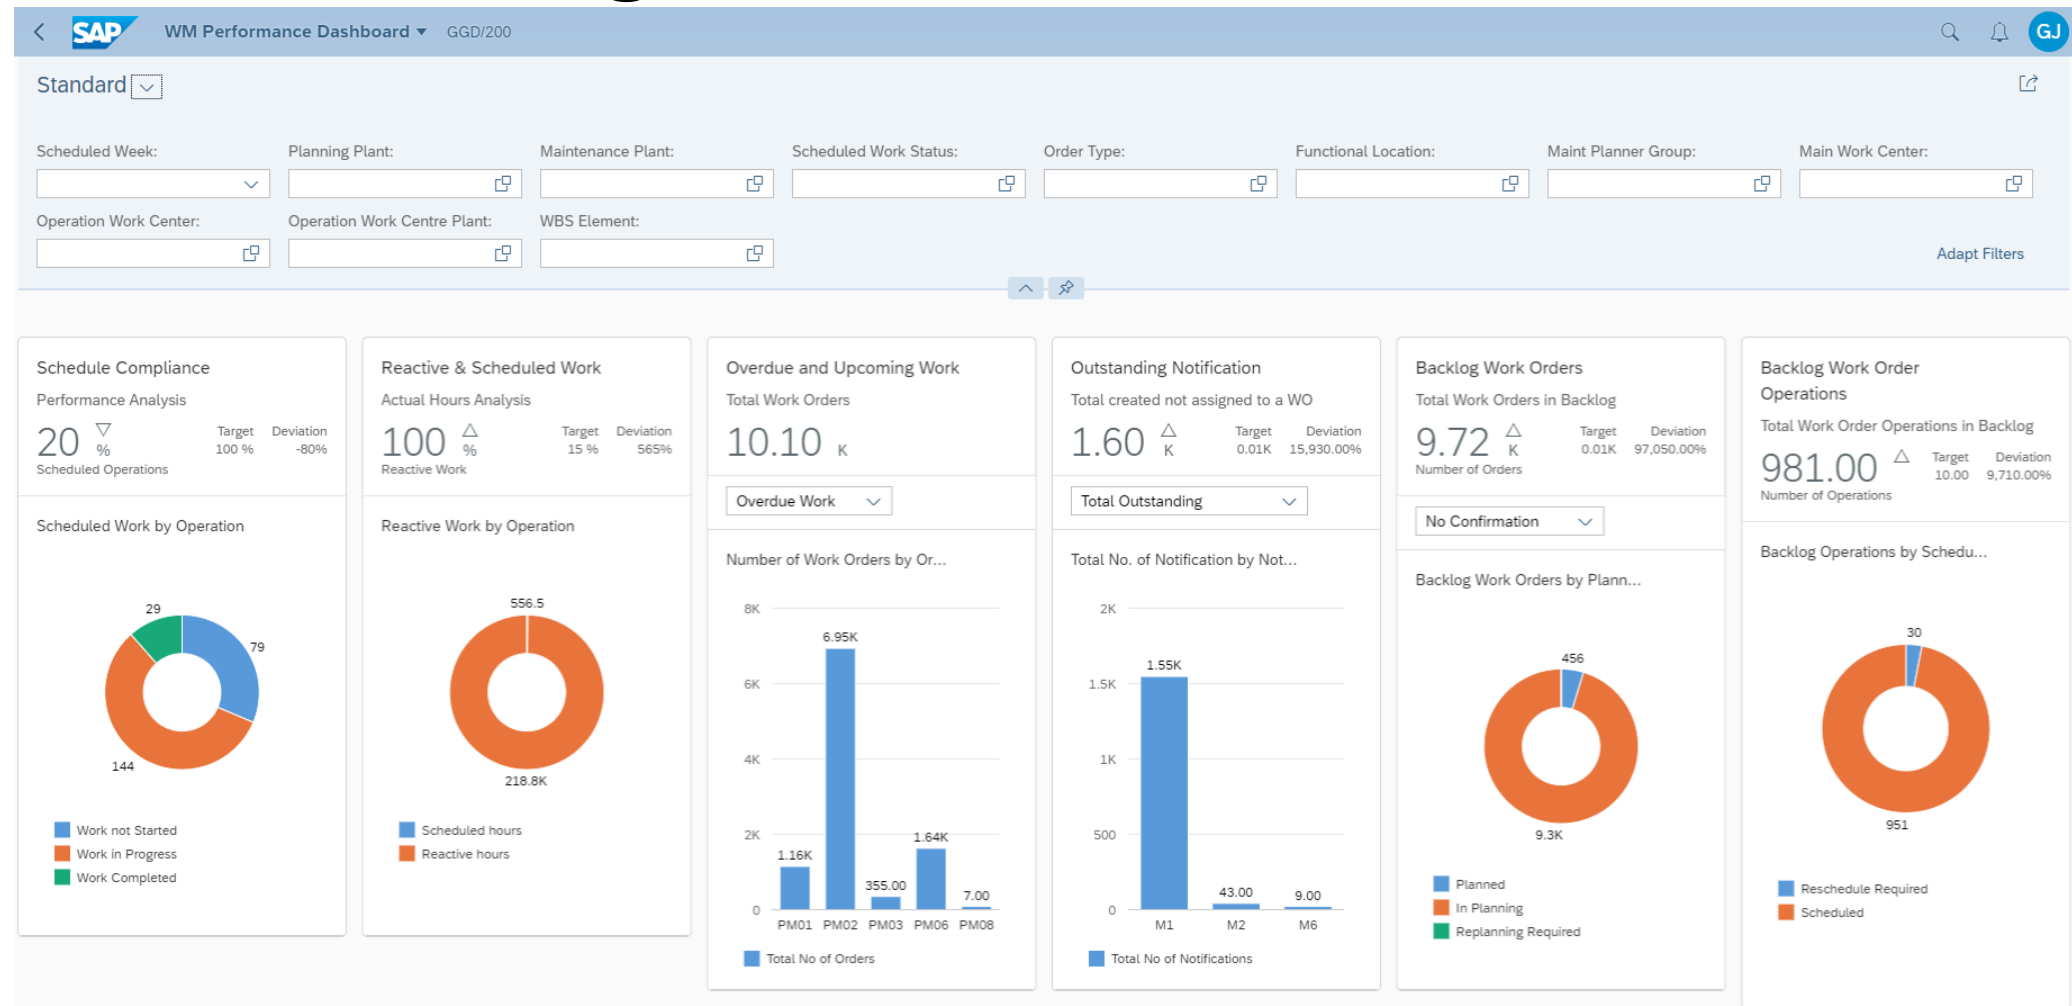 SAP WM Performance Dashboard GGD/200 GJ
Standard
Scheduled Week: Planning Plant: Maintenance Plant: Scheduled Work Status: Order Type: Functional Location: Maint Planner Group: Main Work Center:
Operation Work Center: Operation Work Centre Plant: WBS Element:
Adapt Filters
Schedule Compliance
Performance Analysis
20 % Target Deviation
100 % -80%
Scheduled Operations
Scheduled Work by Operation
29
79
144
Work not Started
Work in Progress
Work Completed
Reactive & Scheduled Work
Actual Hours Analysis
100 % Target Deviation
15 % 565%
Reactive Work
Reactive Work by Operation
556.5
218.8K
Scheduled hours
Reactive hours
Overdue and Upcoming Work
Total Work Orders
10.10 K
Overdue Work
Number of Work Orders by Or...
8K
6.95K
6K
4K
2K
1.64K
1.16K
355.00
7.00
0
PM01 PM02 PM03 PM06 PM08
Total No of Orders
Outstanding Notification
Total created not assigned to a WO
1.60 K Target Deviation
0.01K 15,930.00%
Total Outstanding
Total No. of Notification by Not...
2K
1.55K
1.5K
1K
500
43.00
9.00
0
M1 M2 M6
Total No of Notifications
Backlog Work Orders
Total Work Orders in Backlog
9.72 K Target Deviation
0.01K 97,050.00%
Number of Orders
No Confirmation
Backlog Work Orders by Plann...
456
9.3K
Planned
In Planning
Replanning Required
Backlog Work Order
Operations
Total Work Order Operations in Backlog
981.00 Target Deviation
10.00 9,710.00%
Number of Operations
Backlog Operations by Schedu...
30
951
Reschedule Required
Scheduled